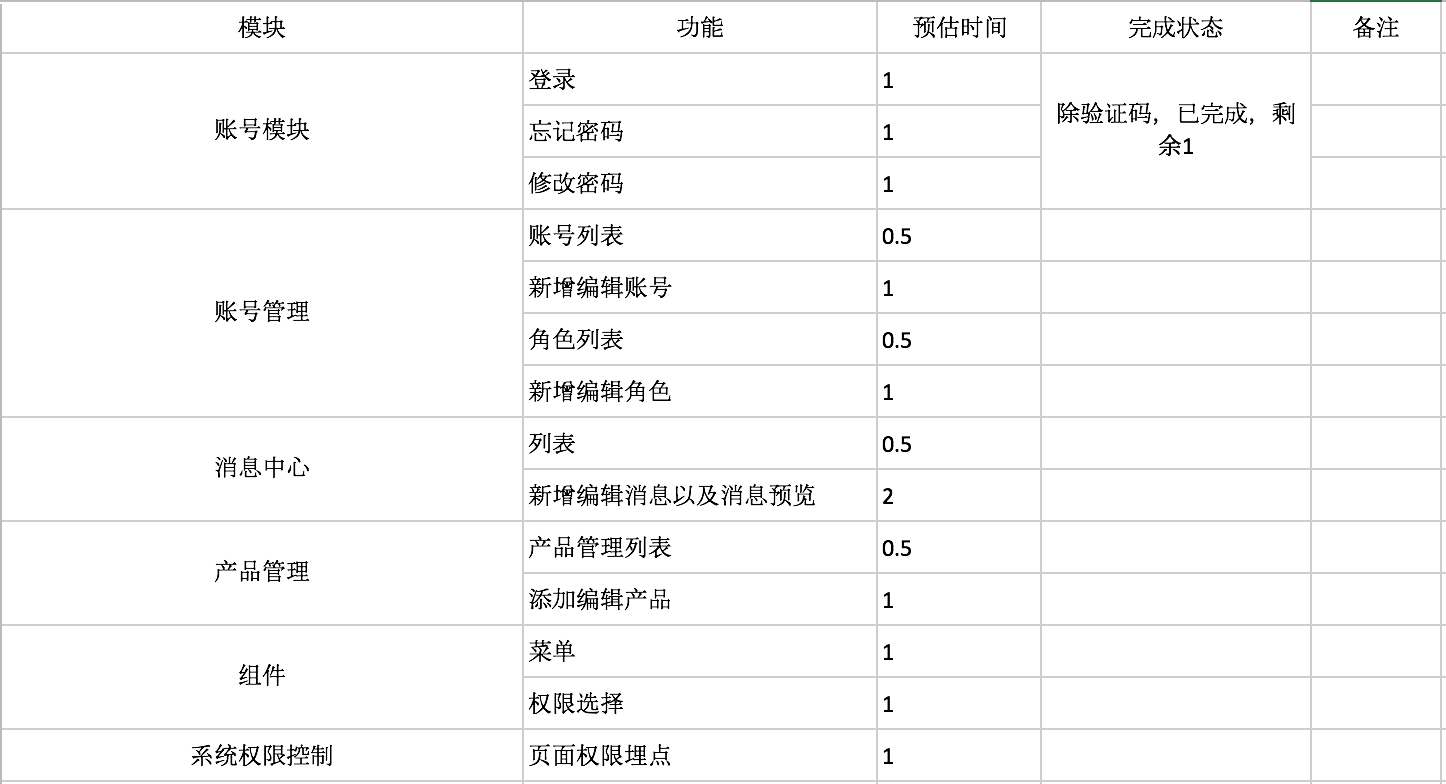 模块 功能 预估时间 完成状态 备注
账号模块 登录 1 除验证码，已完成，剩
余1
忘记密码 1
修改密码 1
账号管理 账号列表 0.5
新增编辑账号 1
角色列表 0.5
新增编辑角色 1
消息中心 列表 0.5
新增编辑消息以及消息预览 2
产品管理 产品管理列表 0.5
添加编辑产品 1
组件 菜单 1
权限选择 1
系统权限控制 页面权限埋点 1